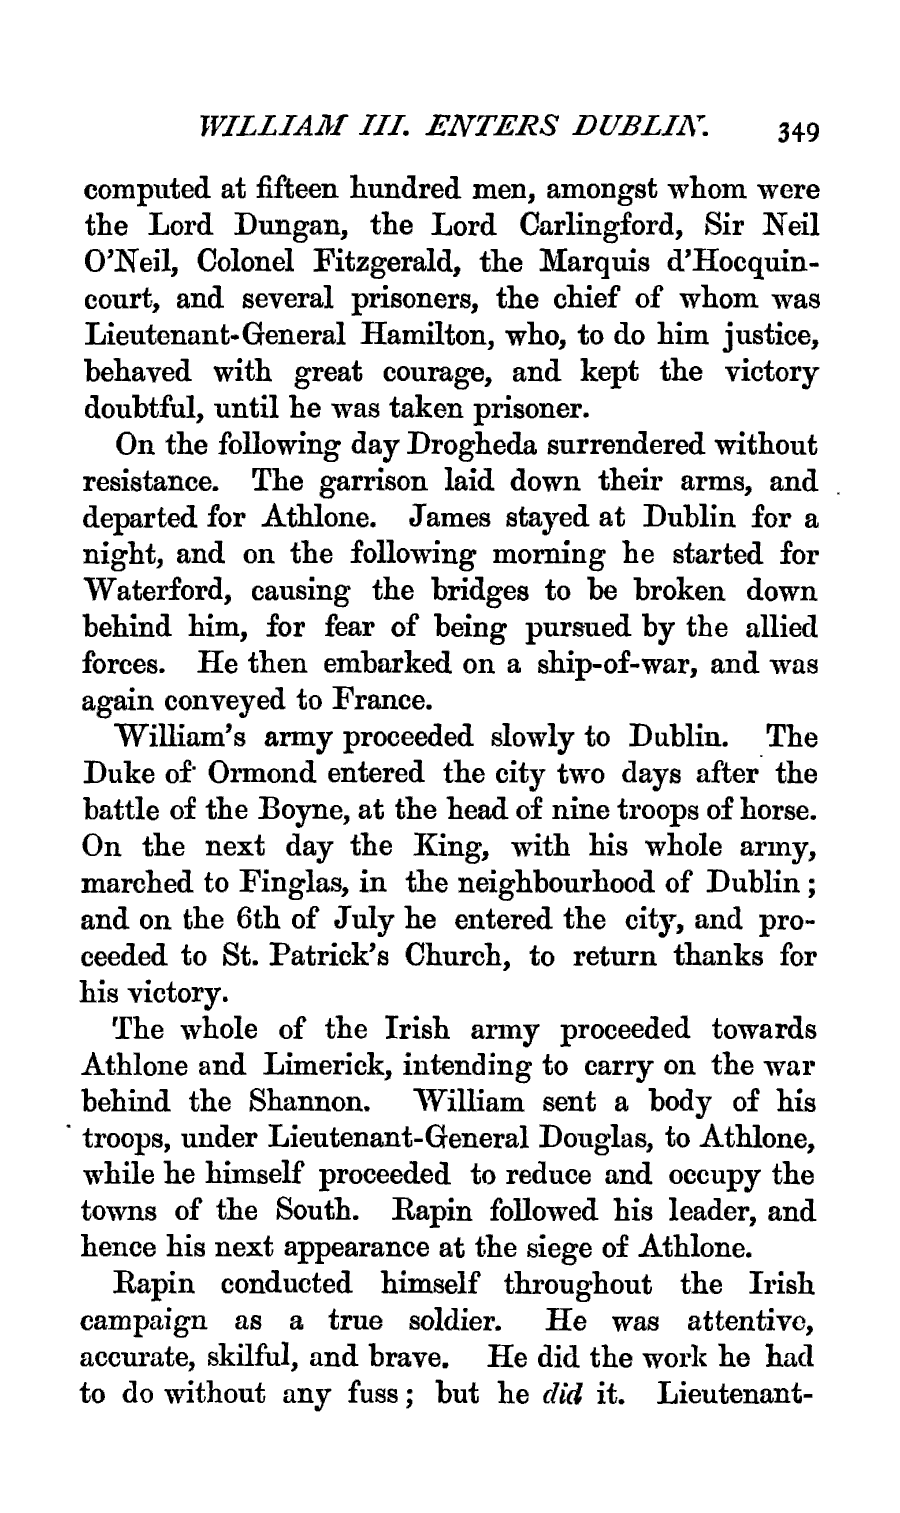 WILLIAM III. ENTERS DUBLIN. 349
computed at fifteen hundred men, amongst whom were
the Lord Dungan, the Lord Carlingford, Sir Neil
O'Neil, Colonel Fitzgerald, the Marquis d'Hocquin-
court, and several prisoners, the chief of whom was
Lieutenant-General Hamilton, who, to do him justice,
behaved with great courage, and kept the victory
doubtful, until he was taken prisoner.
On the following day Drogheda surrendered without
resistance. The garrison laid down their arms, and
departed for Athlone. James stayed at Dublin for a
night, and on the following morning he started for
Waterford, causing the bridges to be broken down
behind him, for fear of being pursued by the allied
forces. He then embarked on a ship-of-war, and was
again conveyed to France.
William's army proceeded slowly to Dublin. The
Duke of Ormond entered the city two days after the
battle of the Boyne, at the head of nine troops of horse.
On the next day the King, with his whole army,
marched to Finglas, in the neighbourhood of Dublin;
and on the 6th of July he entered the city, and pro-
ceeded to St. Patrick's Church, to return thanks for
his victory.
The whole of the Irish army proceeded towards
Athlone and Limerick, intending to carry on the war
behind the Shannon. William sent a body of his
troops, under Lieutenant-General Douglas, to Athlone,
while he himself proceeded to reduce and occupy the
towns of the South. Rapin followed his leader, and
hence his next appearance at the siege of Athlone.
Rapin conducted himself throughout the Irish
campaign as a true soldier. He was attentive,
accurate, skilful, and brave. He did the work he had
to do without any fuss; but he did it. Lieutenant-